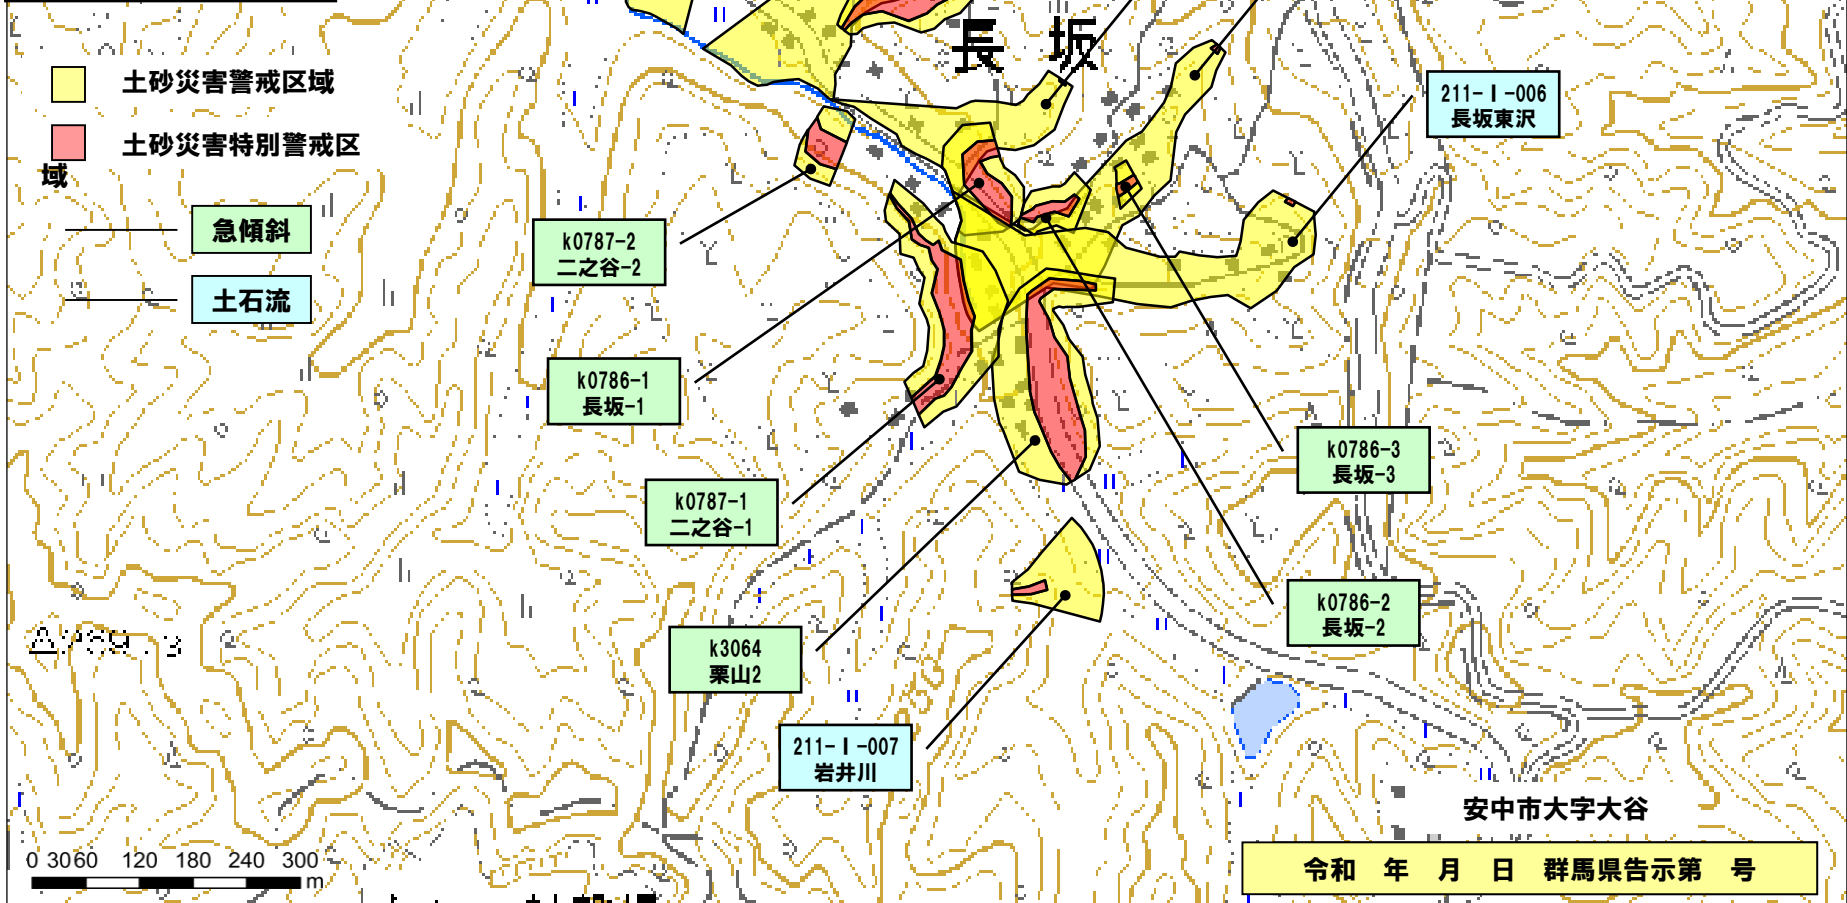 長坂
土砂災害警戒区域
土砂災害特別警戒区
域
急傾斜
土石流
211-Ⅰ-006
長坂東沢
k0787-2
二之谷-2
k0786-1
長坂-1
k0786-3
長坂-3
k0787-1
二之谷-1
k0786-2
長坂-2
k3064
栗山2
211-Ⅰ-007
岩井川
安中市大字大谷
令和 年 月 日 群馬県告示第 号
0 30 60 120 180 240 300
m